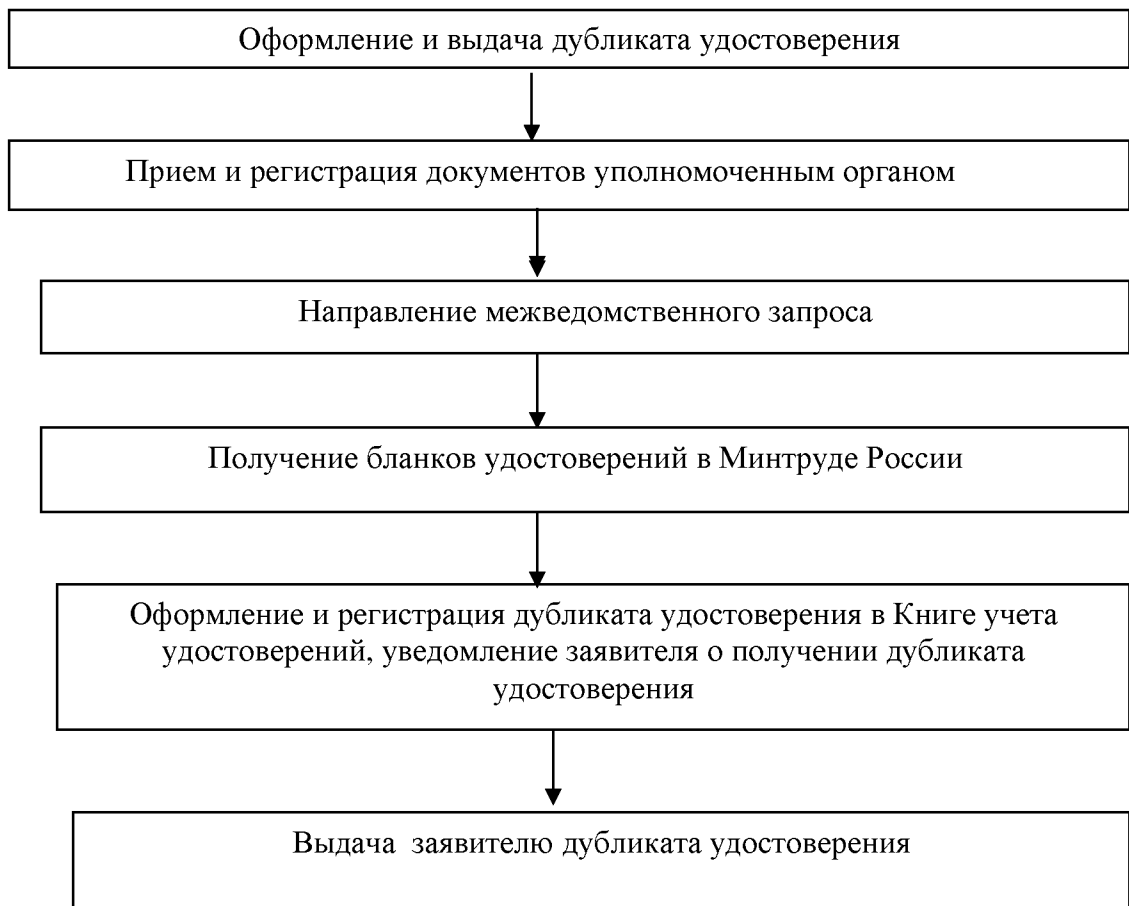 Оформление и выдача дубликата удостоверения
Прием и регистрация документов уполномоченным органом
Направление межведомственного запроса
Получение бланков удостоверений в Минтруде России
Оформление и регистрация дубликата удостоверения в Книге учета
удостоверений, уведомление заявителя о получении дубликата
удостоверения
Выдача заявителю дубликата удостоверения